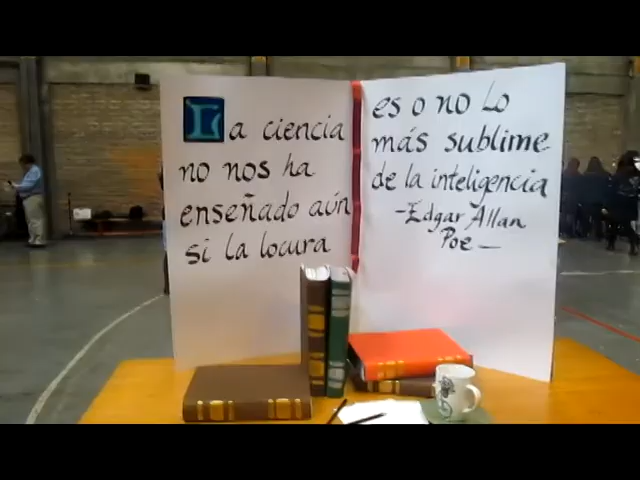 La ciencia
no nos ha
enseñado aún
si la locura
es o no lo
más sublime
de la inteligencia
-Edgar Allan
Poe-